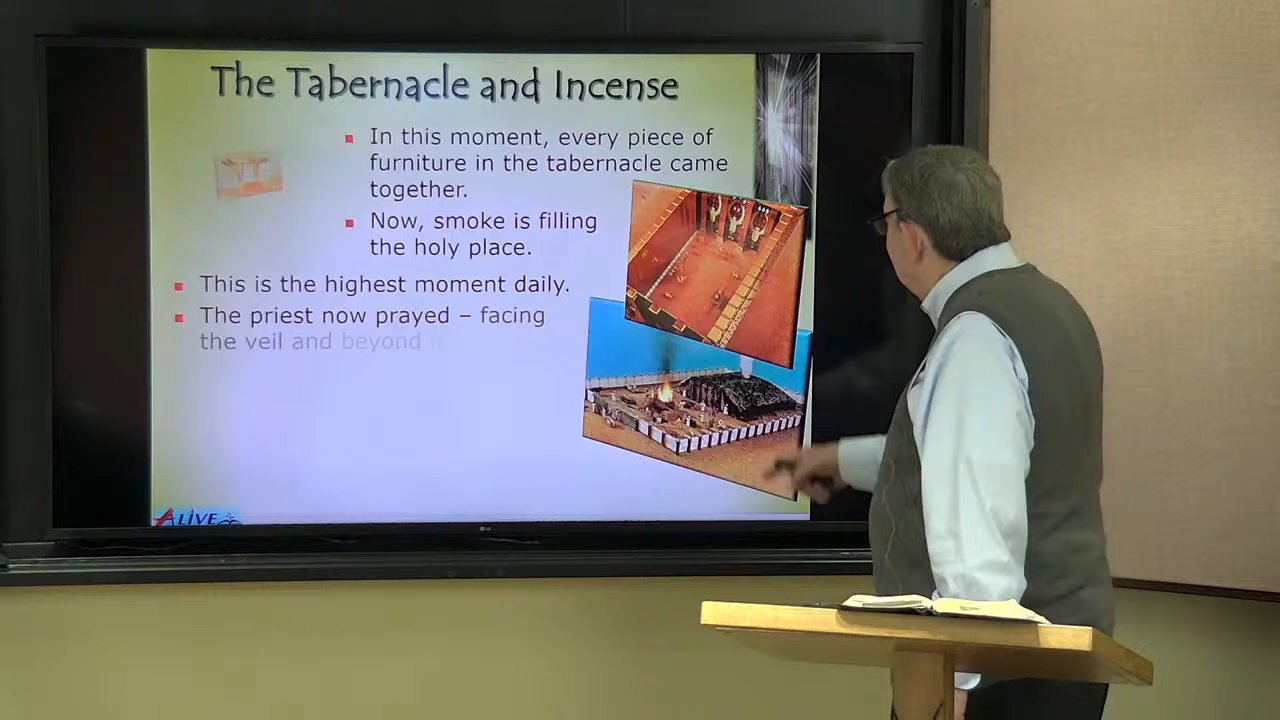 The Tabernacle and Incense
In this moment, every piece of
furniture in the tabernacle came
together.
Now, smoke is filling
the holy place.
This is the highest moment daily.
The priest now prayed – facing
the veil and beyond
ALIVE
LG